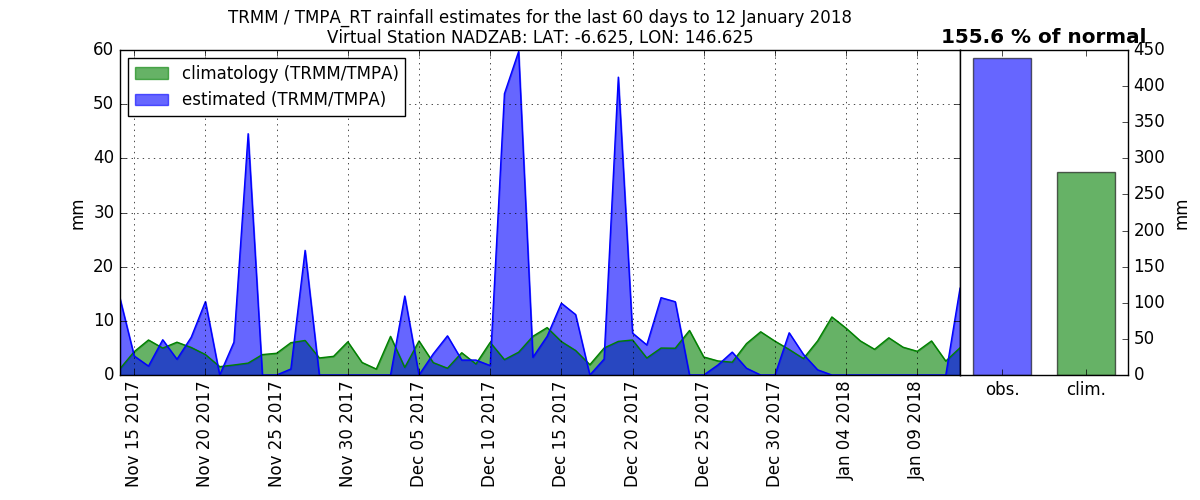 TRMM / TMPA_RT rainfall estimates for the last 60 days to 12 January 2018
Virtual Station NADZAB: LAT: -6.625, LON: 146.625
155.6 % of normal
climatology (TRMM/TMPA)
estimated (TRMM/TMPA)
mm
60
50
40
30
20
10
0
Nov 15 2017
Nov 20 2017
Nov 25 2017
Nov 30 2017
Dec 05 2017
Dec 10 2017
Dec 15 2017
Dec 20 2017
Dec 25 2017
Dec 30 2017
Jan 04 2018
Jan 09 2018
obs.
clim.
450
400
350
300
250
200
150
100
50
0
mm